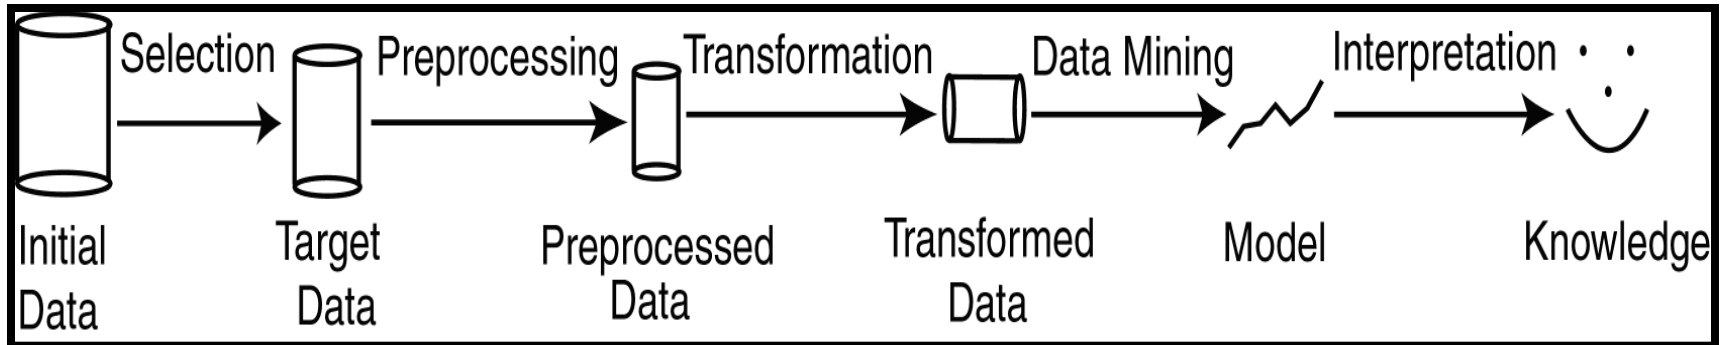 Selection
Preprocessing
Transformation
Data Mining
Interpretation
Initial
Data
Target
Data
Preprocessed
Data
Transformed
Data
Model
Knowledge